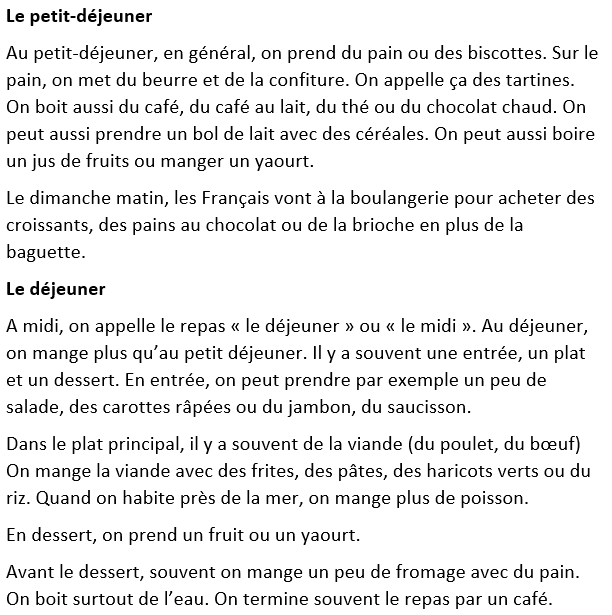 Le petit-déjeuner
Au petit-déjeuner, en général, on prend du pain ou des biscottes. Sur le
pain, on met du beurre et de la confiture. On appelle ça des tartines.
On boit aussi du café, du café au lait, du thé ou du chocolat chaud. On
peut aussi prendre un bol de lait avec des céréales. On peut aussi boire
un jus de fruits ou manger un yaourt.
Le dimanche matin, les Français vont à la boulangerie pour acheter des
croissants, des pains au chocolat ou de la brioche en plus de la
baguette.
Le déjeuner
A midi, on appelle le repas « le déjeuner » ou « le midi ». Au déjeuner,
on mange plus qu’au petit déjeuner. Il y a souvent une entrée, un plat
et un dessert. En entrée, on peut prendre par exemple un peu de
salade, des carottes râpées ou du jambon, du saucisson.
Dans le plat principal, il y a souvent de la viande (du poulet, du bœuf)
On mange la viande avec des frites, des pâtes, des haricots verts ou du
riz. Quand on habite près de la mer, on mange plus de poisson.
En dessert, on prend un fruit ou un yaourt.
Avant le dessert, souvent on mange un peu de fromage avec du pain.
On boit surtout de l’eau. On termine souvent le repas par un café.